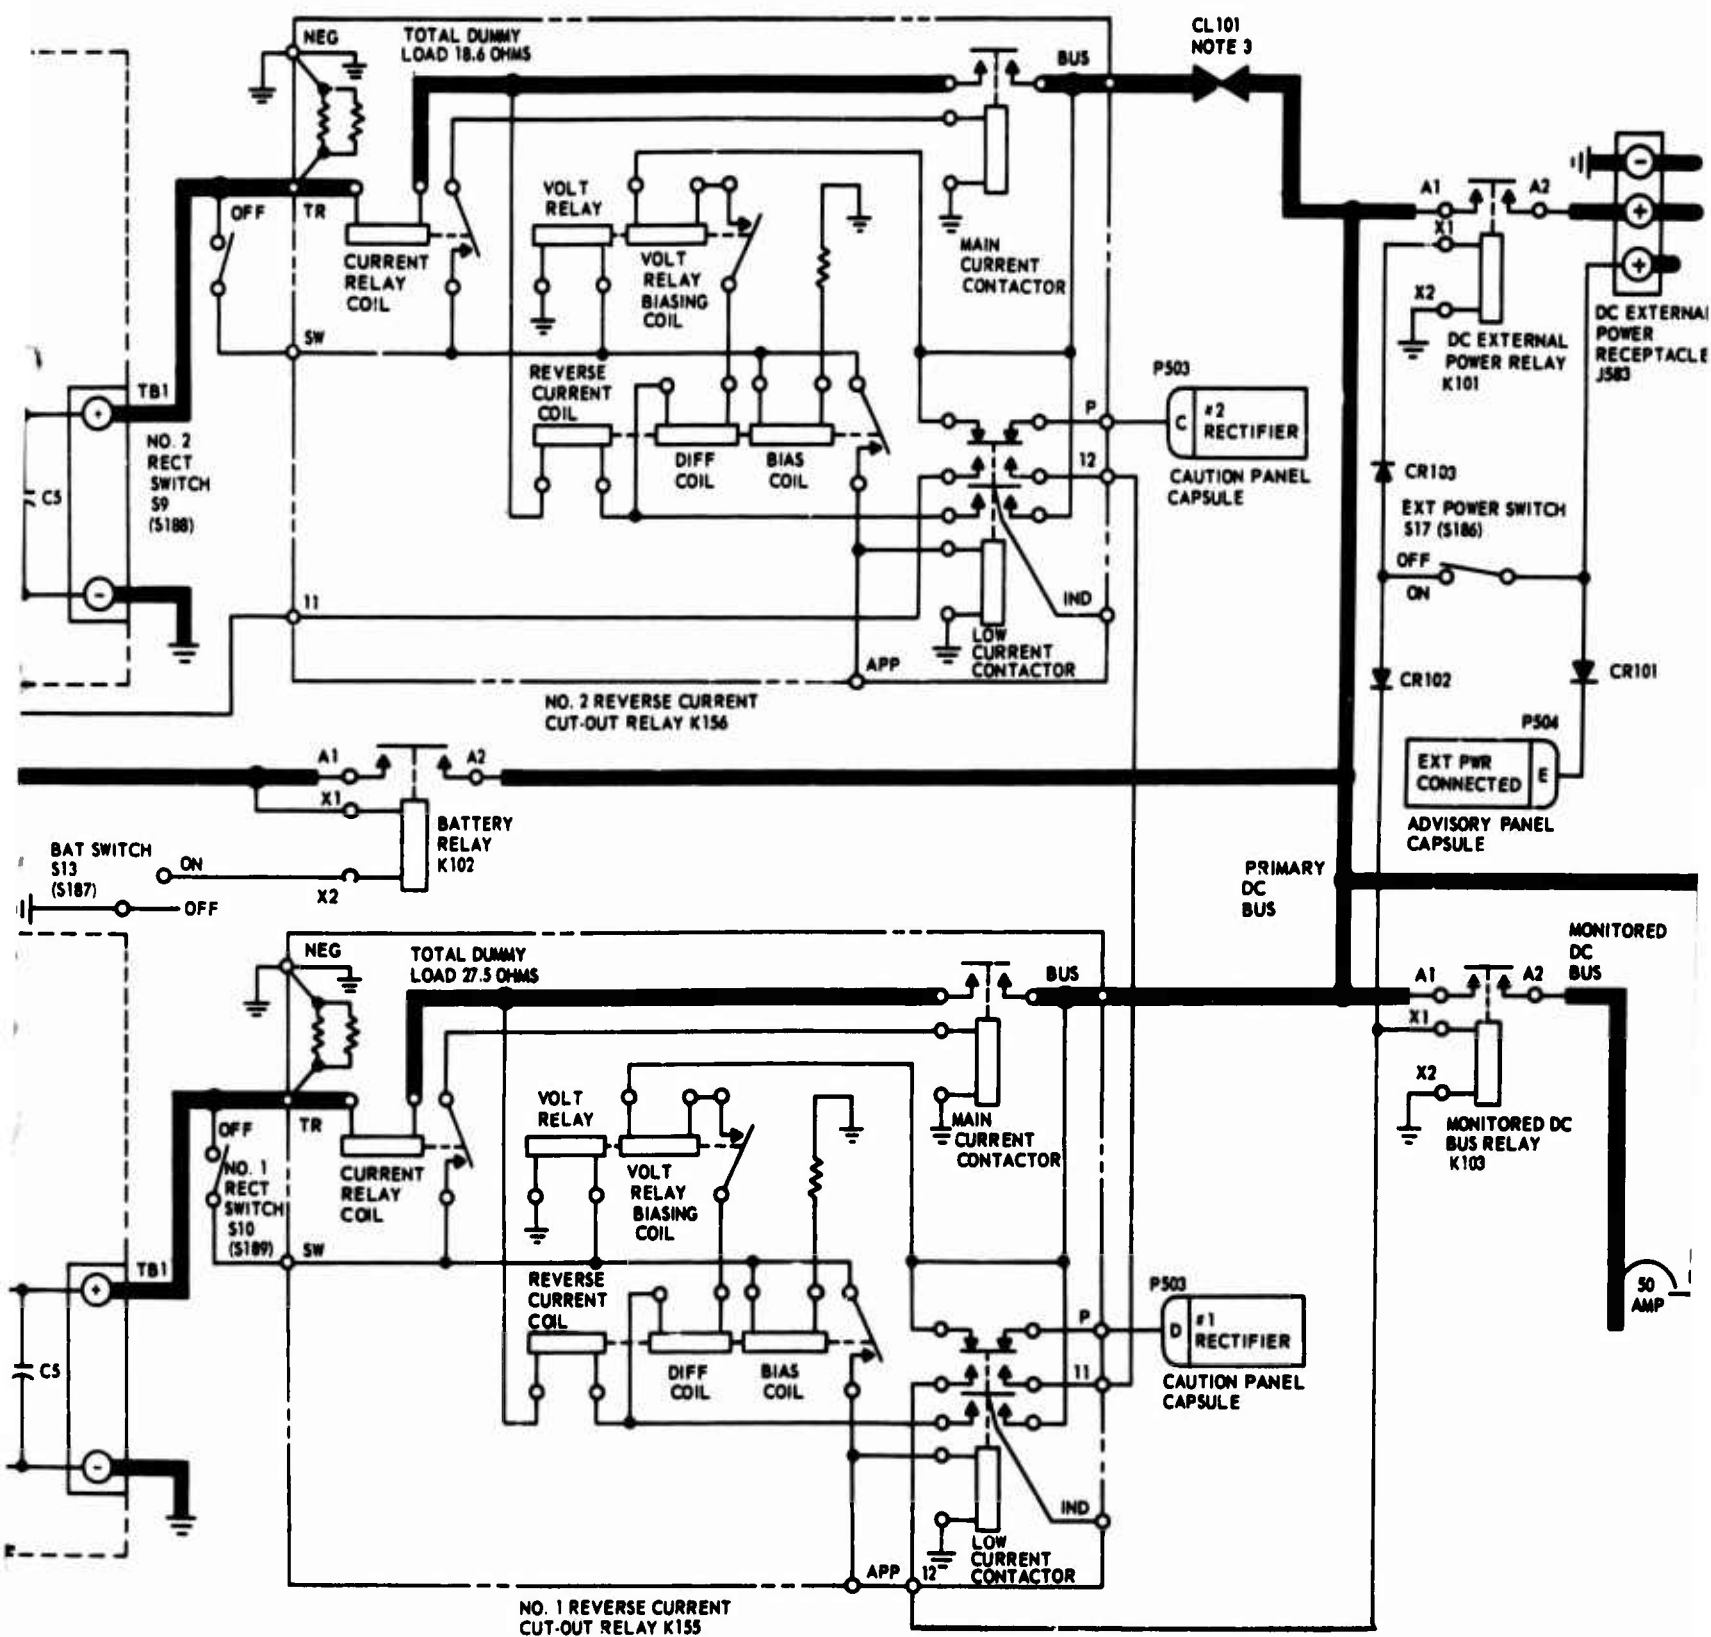 NEG
TOTAL DUMMY
LOAD 18.6 OHMS
BUS
CL101
NOTE 3
OFF
TR
VOLT
RELAY
CURRENT
RELAY
COIL
VOLT
RELAY
BIASING
COIL
MAIN
CURRENT
CONTACTOR
A1
A2
X1
X2
-
+
+
DC EXTERNAL
POWER RELAY
K101
DC EXTERNAL
POWER
RECEPTACLE
J583
SW
REVERSE
CURRENT
COIL
DIFF
COIL
BIAS
COIL
TB1
+
NO. 2
RECT
SWITCH
S9
(S188)
C5
-
P
12
P503
C
#2
RECTIFIER
CAUTION PANEL
CAPSULE
CR103
EXT POWER SWITCH
S17 (S186)
OFF
ON
11
IND
LOW
CURRENT
CONTACTOR
APP
NO. 2 REVERSE CURRENT
CUT-OUT RELAY K156
CR102
CR101
P504
EXT PWR
CONNECTED
E
ADVISORY PANEL
CAPSULE
A1
A2
X1
BATTERY
RELAY
K102
BAT SWITCH
S13
(S187)
ON
X2
OFF
PRIMARY
DC
BUS
NEG
TOTAL DUMMY
LOAD 27.5 OHMS
BUS
MONITORED
DC
BUS
A1
A2
X1
X2
MONITORED DC
BUS RELAY
K103
OFF
TR
NO. 1
RECT
SWITCH
S10
(S189)
VOLT
RELAY
CURRENT
RELAY
COIL
VOLT
RELAY
BIASING
COIL
MAIN
CURRENT
CONTACTOR
SW
TB1
+
REVERSE
CURRENT
COIL
DIFF
COIL
BIAS
COIL
C5
-
P
11
P503
D
#1
RECTIFIER
CAUTION PANEL
CAPSULE
50
AMP
IND
LOW
CURRENT
CONTACTOR
APP
12
NO. 1 REVERSE CURRENT
CUT-OUT RELAY K155